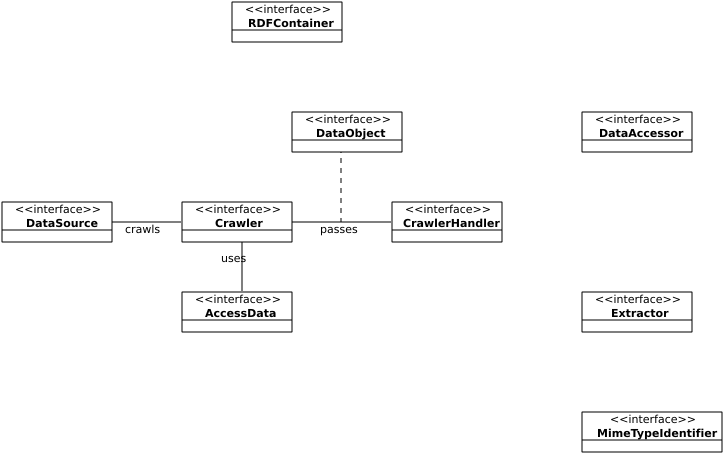 <<interface>>
RDFContainer
<<interface>>
DataObject
<<interface>>
DataAccessor
<<interface>>
DataSource
crawls
<<interface>>
Crawler
passes
<<interface>>
CrawlerHandler
uses
<<interface>>
AccessData
<<interface>>
Extractor
<<interface>>
MimeTypeIdentifier